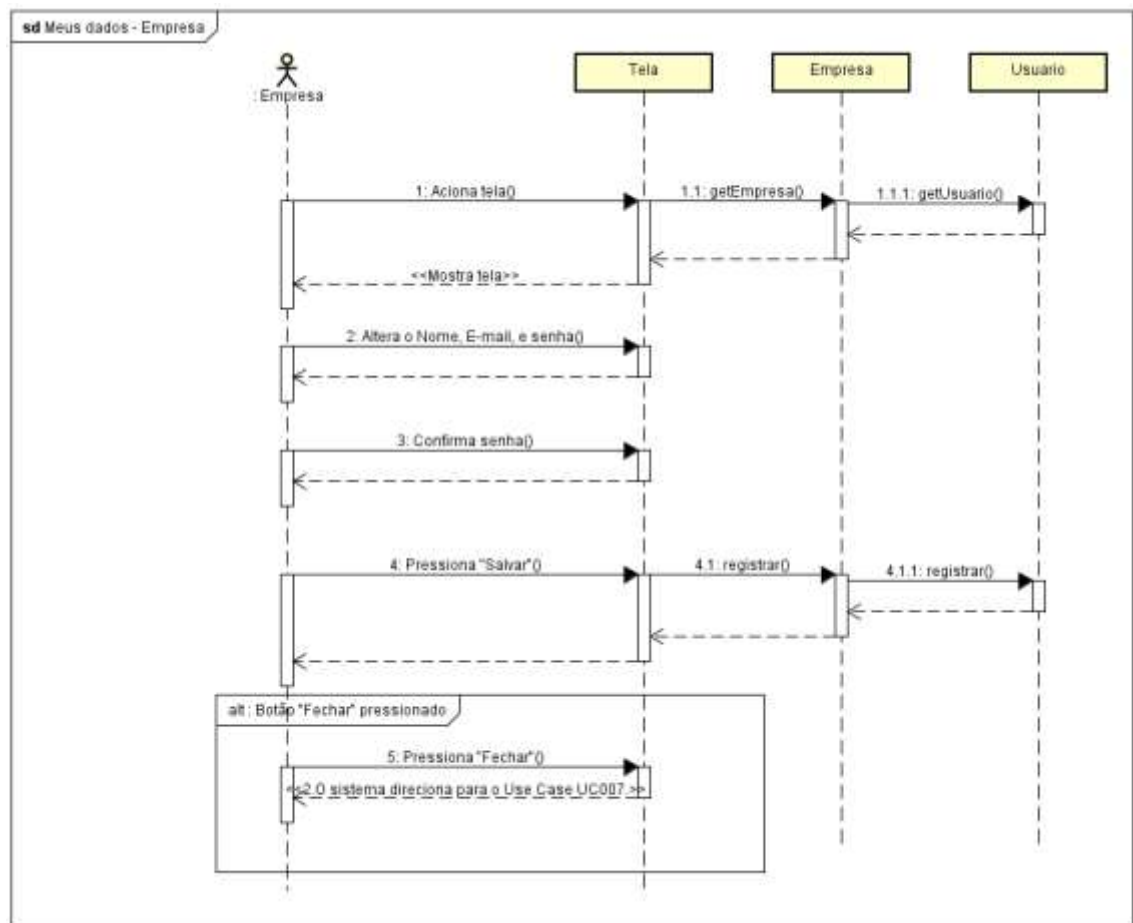 sd Meus dados - Empresa
: Empresa
Tela
Empresa
Usuario
1: Aciona tela()
1.1: getEmpresa()
1.1.1: getUsuario()
<<Mostra tela>>
2: Altera o Nome, E-mail, e senha()
3: Confirma senha()
4: Pressiona "Salvar"()
4.1: registrar()
4.1.1: registrar()
alt : Botão "Fechar" pressionado
5: Pressiona "Fechar"()
<<2.O sistema direciona para o Use Case UC007.>>